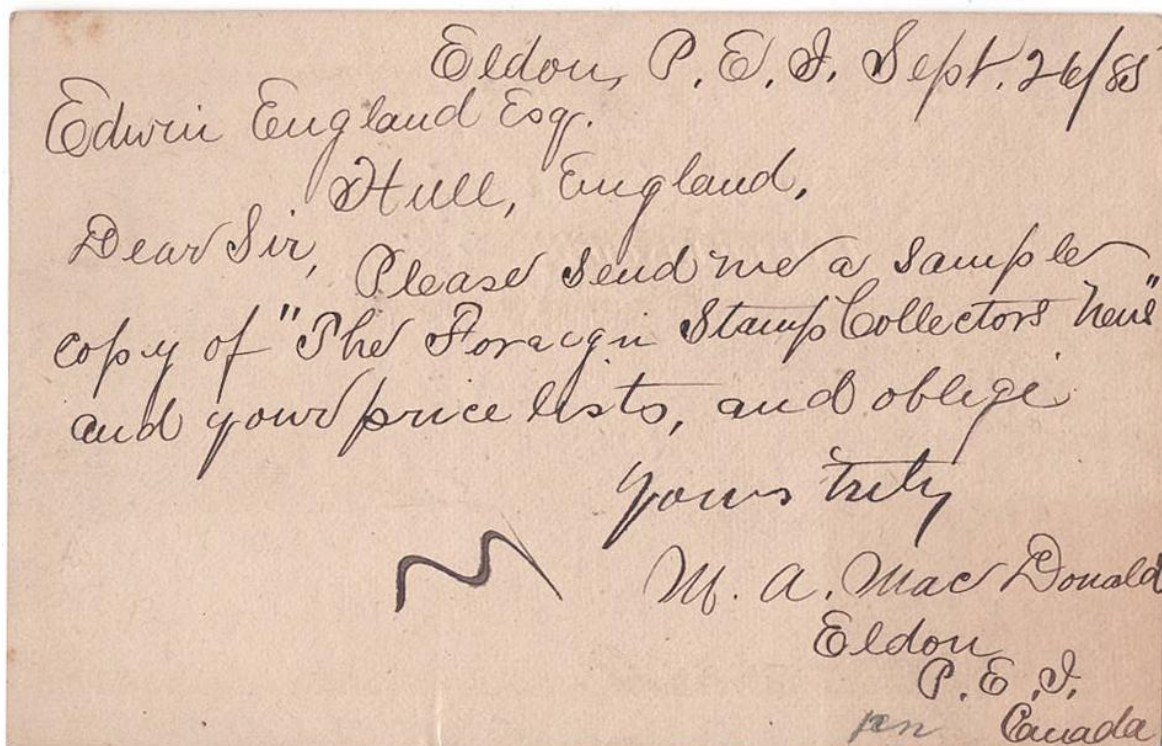 Eldon, P.E.I. Sept. 26/85
Edwin England Esq.
Hull, England,
Dear Sir,
Please send me a sample
copy of "The Foraign Stamp Collectors News"
and your price lists, and oblige
Yours truly
M. A. MacDonald
Eldon
P.E.I.
Canada